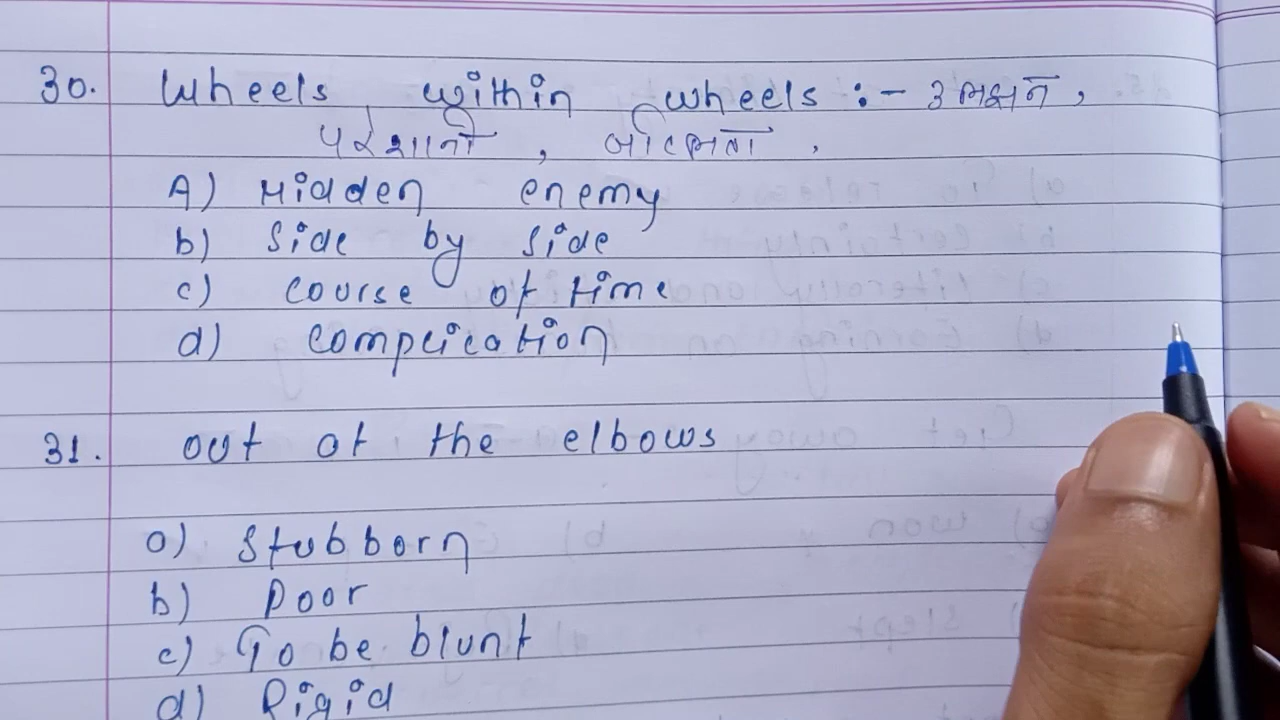 30. Wheels within wheels :- उलझन,
परेशानी, जटिलता,
A) Hidden enemy
b) Side by side
c) course of time
d) complication
31. out at the elbows
a) Stubborn
b) Poor
c) To be blunt
d) Rigid